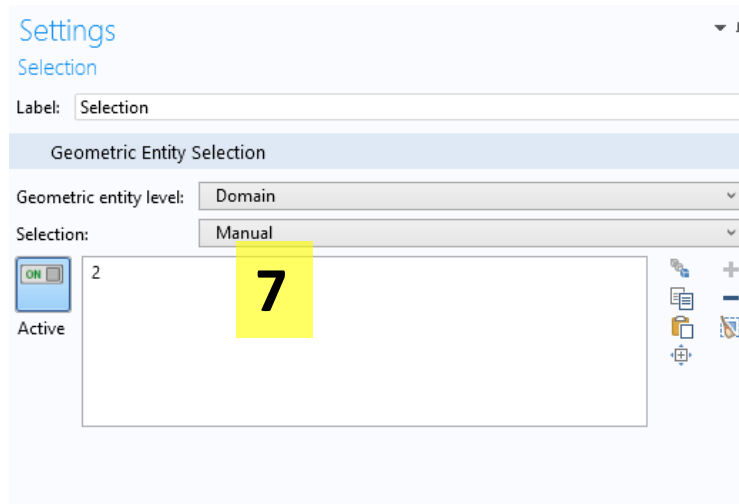 Settings
Selection
Label: Selection
Geometric Entity Selection
Geometric entity level: Domain
Selection: Manual
ON 2 7
Active